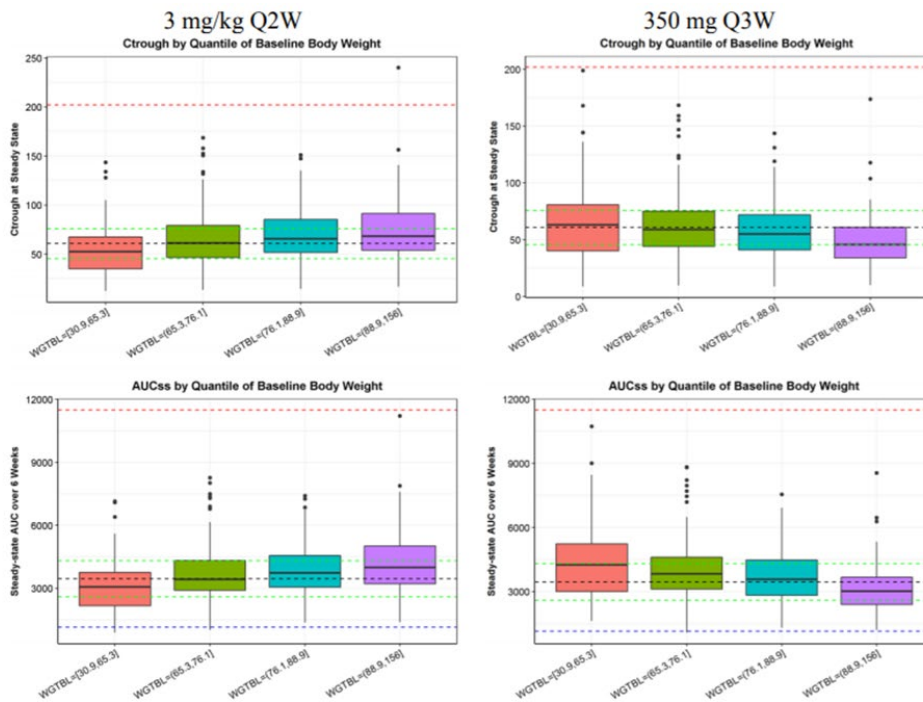 3 mg/kg Q2W
350 mg Q3W
Ctrough by Quantile of Baseline Body Weight
Ctrough at Steady State
250
200
150
100
50
WGTBL=[30.9,65.3]
WGTBL=(65.3,76.1]
WGTBL=(76.1,88.9]
WGTBL=(88.9,156]
Ctrough by Quantile of Baseline Body Weight
Ctrough at Steady State
200
150
100
50
0
WGTBL=[30.9,65.3]
WGTBL=(65.3,76.1]
WGTBL=(76.1,88.9]
WGTBL=(88.9,156]
AUCss by Quantile of Baseline Body Weight
Steady-state AUC over 6 Weeks
12000
9000
6000
3000
WGTBL=[30.9,65.3]
WGTBL=(65.3,76.1]
WGTBL=(76.1,88.9]
WGTBL=(88.9,156]
AUCss by Quantile of Baseline Body Weight
Steady-state AUC over 6 Weeks
12000
9000
6000
3000
WGTBL=[30.9,65.3]
WGTBL=(65.3,76.1]
WGTBL=(76.1,88.9]
WGTBL=(88.9,156]